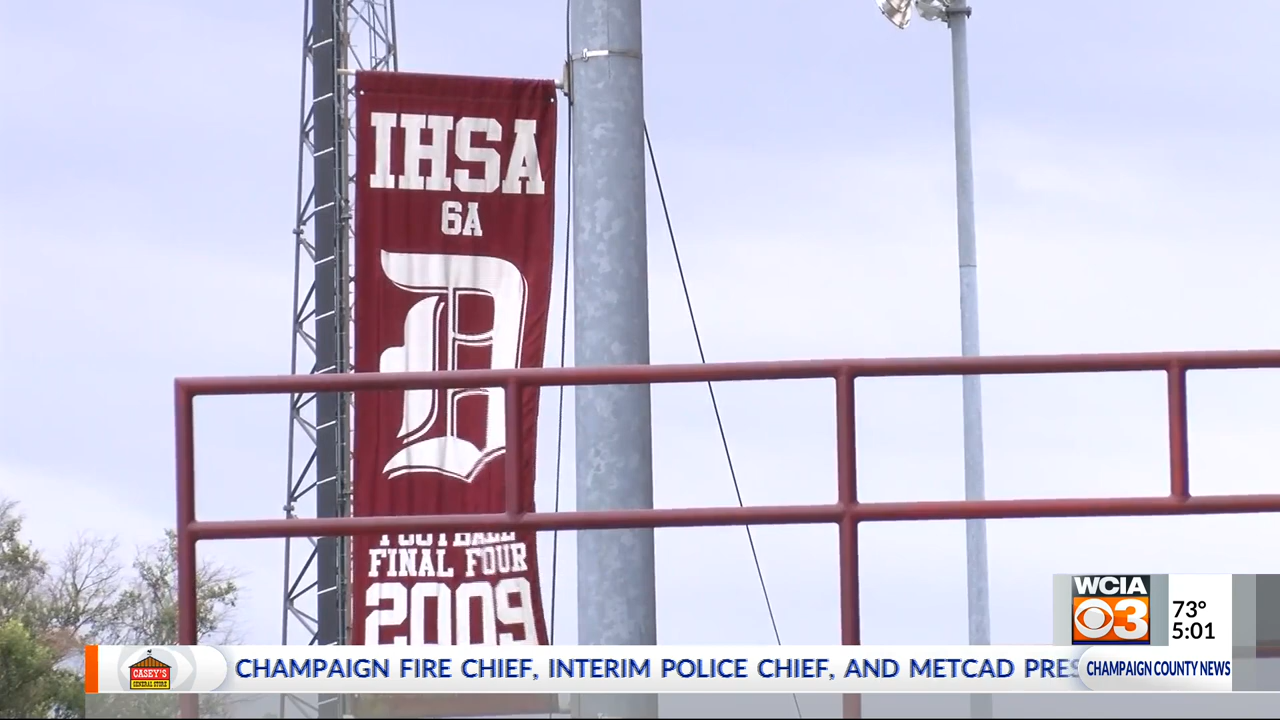 IHSA
6A
D
FOOTBALL
FINAL FOUR
2009
WCIA
3
73°
5:01
CASEY'S
GENERAL STORE
CHAMPAIGN FIRE CHIEF, INTERIM POLICE CHIEF, AND METCAD PRES
CHAMPAIGN COUNTY NEWS